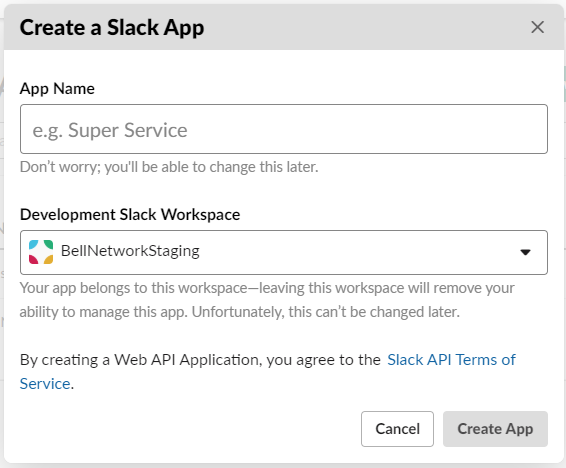 Create a Slack App
App Name
e.g. Super Service
Don’t worry; you'll be able to change this later.
Development Slack Workspace
BellNetworkStaging
Your app belongs to this workspace—leaving this workspace will remove your
ability to manage this app. Unfortunately, this can’t be changed later.
By creating a Web API Application, you agree to the Slack API Terms of
Service.
Cancel
Create App